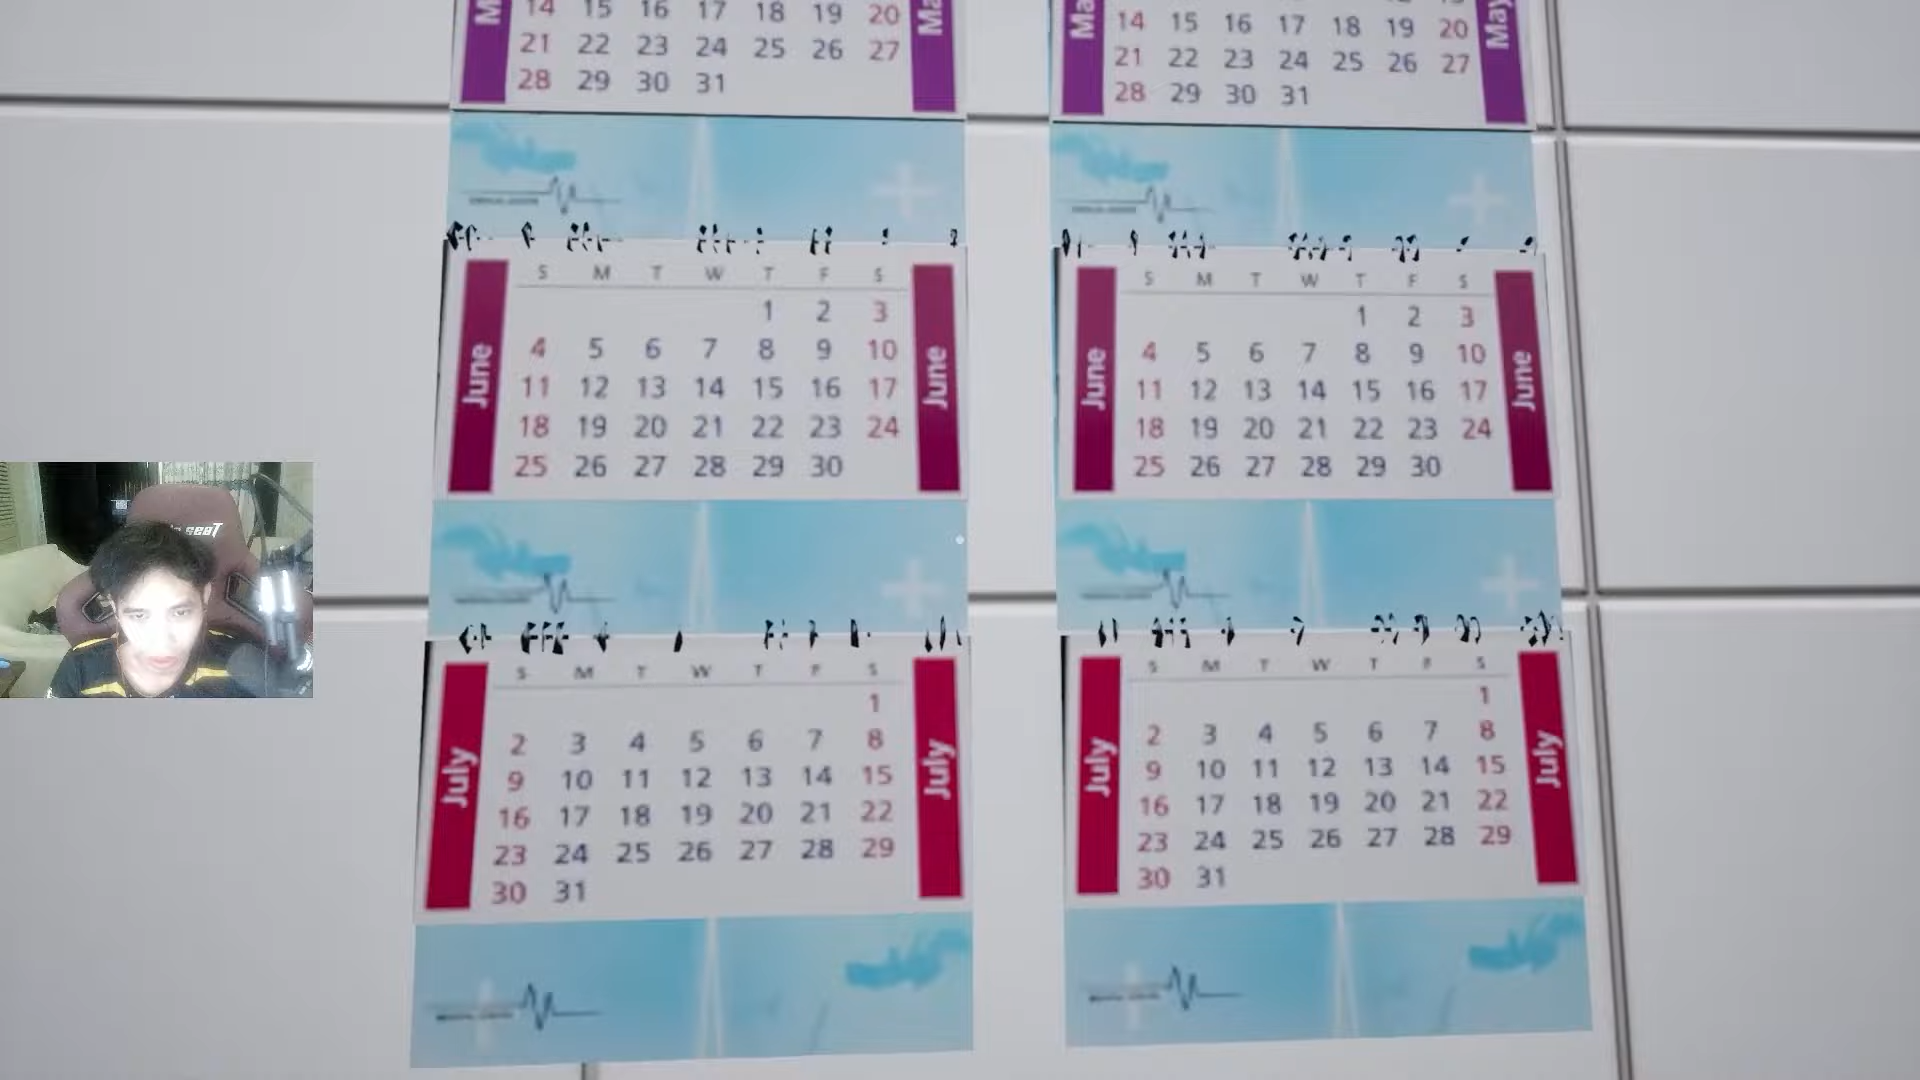 14 15 16 17 18 19 20
21 22 23 24 25 26 27
28 29 30 31
May
14 15 16 17 18 19 20
21 22 23 24 25 26 27
28 29 30 31
June
S M T W T F S
1 2 3
4 5 6 7 8 9 10
11 12 13 14 15 16 17
18 19 20 21 22 23 24
25 26 27 28 29 30
June
June
S M T W T F S
1 2 3
4 5 6 7 8 9 10
11 12 13 14 15 16 17
18 19 20 21 22 23 24
25 26 27 28 29 30
June
July
S M T W T F S
1
2 3 4 5 6 7 8
9 10 11 12 13 14 15
16 17 18 19 20 21 22
23 24 25 26 27 28 29
30 31
July
July
S M T W T F S
1
2 3 4 5 6 7 8
9 10 11 12 13 14 15
16 17 18 19 20 21 22
23 24 25 26 27 28 29
30 31
July
seat